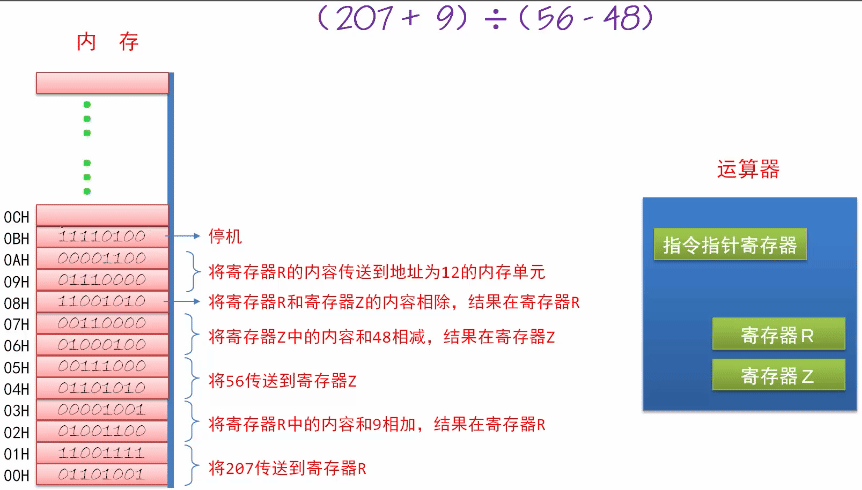 (207 + 9) ÷ (56 - 48)
内 存
运算器
指令指针寄存器
寄存器R
寄存器Z
0CH
0BH 11110100 停机
0AH 00001100
09H 01110000
将寄存器R的内容传送到地址为12的内存单元
08H 11001010 将寄存器R和寄存器Z的内容相除，结果在寄存器R
07H 00110000
06H 01000100
将寄存器Z中的内容和48相减，结果在寄存器Z
05H 00111000
04H 01101010
将56传送到寄存器Z
03H 00001001
02H 01001100
将寄存器R中的内容和9相加，结果在寄存器R
01H 11001111
00H 01101001
将207传送到寄存器R